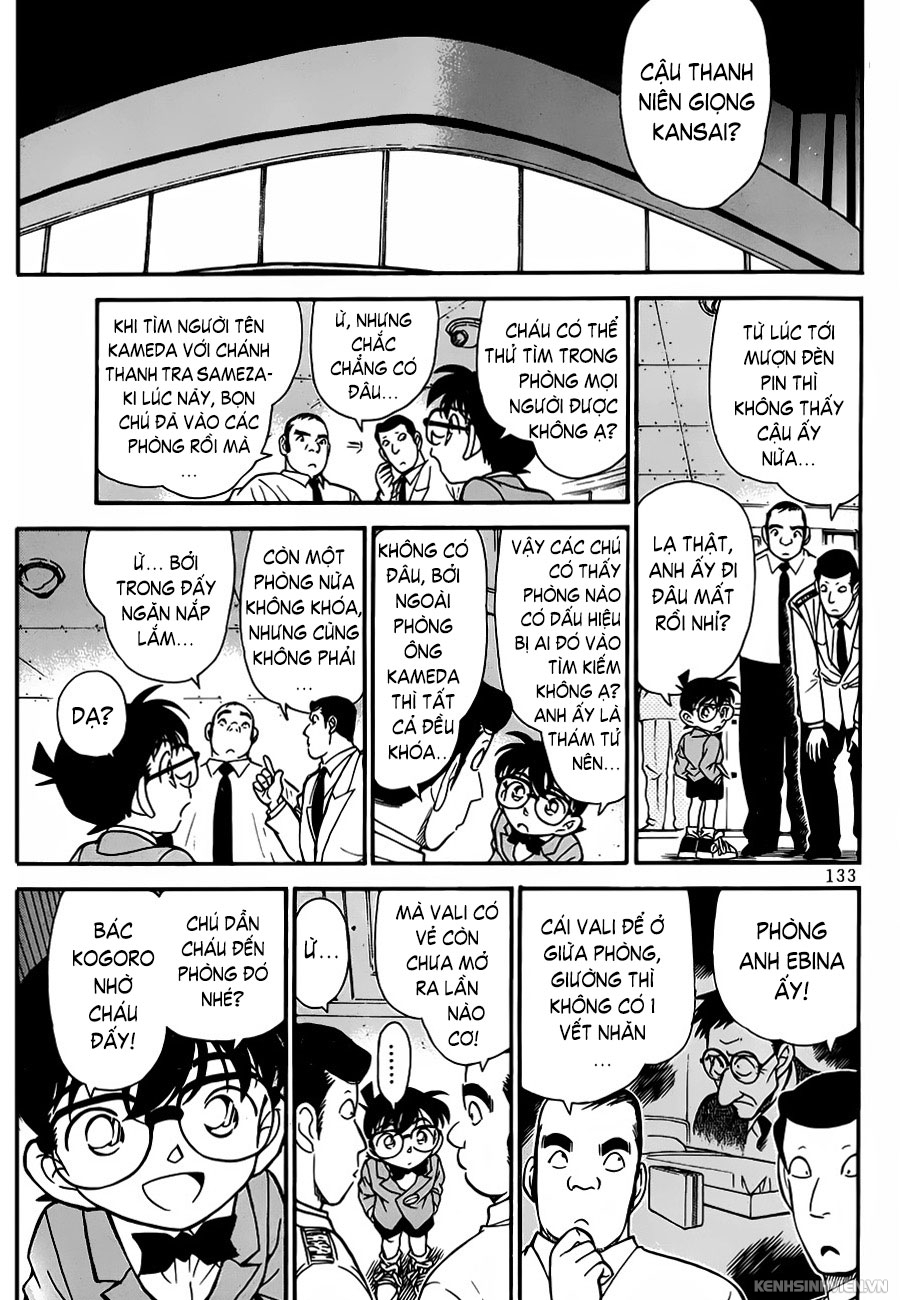 CẬU THANH
NIÊN GIỌNG
KANSAI?
TỪ LÚC TỚI
MƯỢN ĐÈN
PIN THÌ
KHÔNG THẤY
CẬU ẤY
NỮA...
LẠ THẬT,
ANH ẤY ĐI
ĐÂU MẤT
RỒI NHỈ?
CHÁU CÓ THỂ
THỬ TÌM TRONG
PHÒNG MỌI
NGƯỜI ĐƯỢC
KHÔNG Ạ?
Ừ, NHƯNG
CHẮC
CHẲNG CÓ
ĐÂU...
KHI TÌM NGƯỜI TÊN
KAMEDA VỚI CHÁNH
THANH TRA SAMEZA-
KI LÚC NÀY, BỌN
CHÚ ĐÃ VÀO CÁC
PHÒNG RỒI MÀ
...
VẬY CÁC CHÚ
CÓ THẤY
PHÒNG NÀO
CÓ DẤU HIỆU
BỊ AI ĐÓ VÀO
TÌM KIẾM
KHÔNG Ạ?
ANH ẤY LÀ
THÁM TỬ
NÊN...
KHÔNG CÓ
ĐÂU, BỞI
NGOÀI
PHÒNG
ÔNG
KAMEDA
THÌ TẤT
CẢ ĐỀU
KHÓA...
CÒN MỘT
PHÒNG NỮA
KHÔNG KHÓA,
NHƯNG CŨNG
KHÔNG PHẢI
...
Ừ... BỞI
TRONG ĐẤY
NGĂN NẮP
LẮM...
DẠ?
133
PHÒNG
ANH EBINA
ẤY!
CÁI VALI ĐỂ Ở
GIỮA PHÒNG,
GIƯỜNG THÌ
KHÔNG CÓ 1
VẾT NHĂN
...
MÀ VALI CÓ
VẺ CÒN
CHƯA MỞ
RA LẦN
NÀO
CƠ!
......
Ừ...
CHÚ DẪN
CHÁU ĐẾN
PHÒNG ĐÓ
NHÉ?
BÁC
KOGORO
NHỜ
CHÁU
ĐẤY!
KENHSINHVIEN.VN